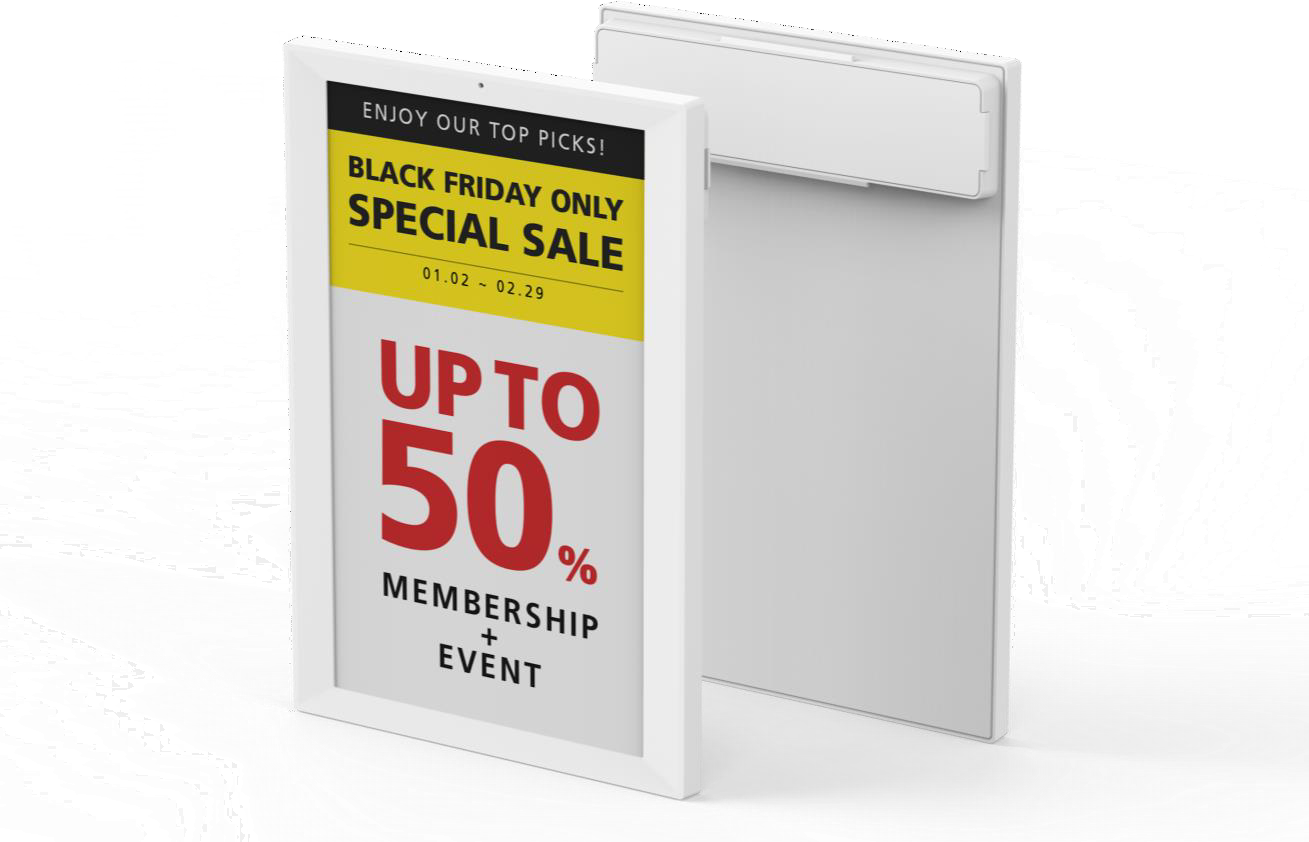 ENJOY OUR TOP PICKS!
BLACK FRIDAY ONLY
SPECIAL SALE
01.02 ~ 02.29
UP TO
50%
MEMBERSHIP
+
EVENT